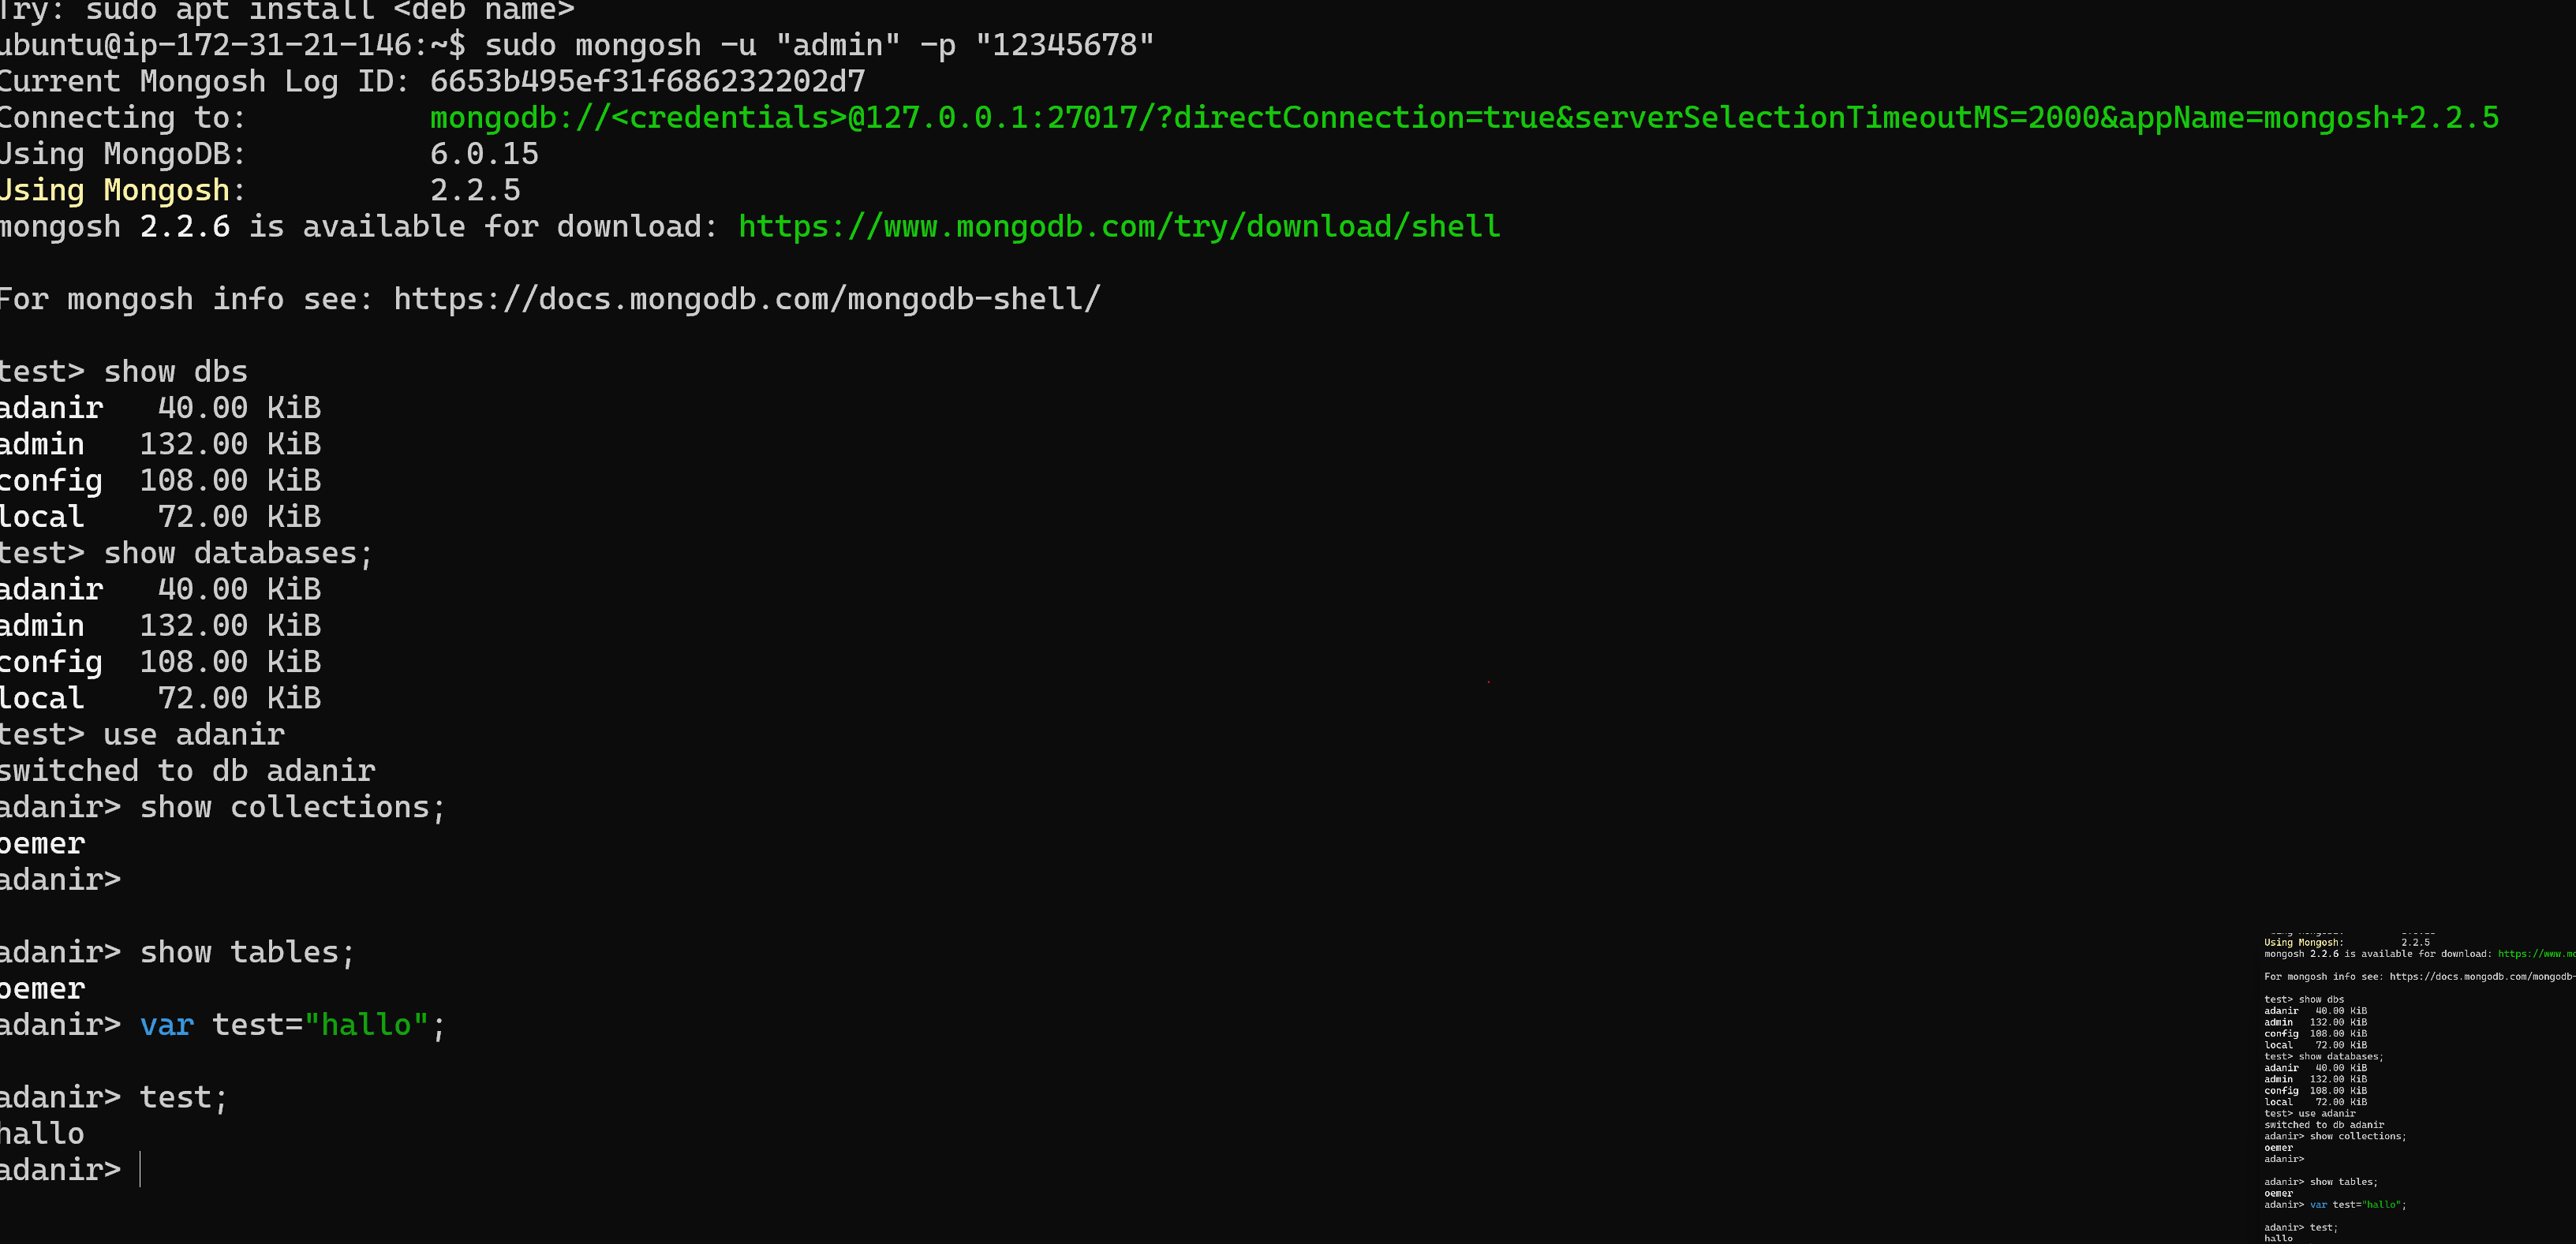 Try: sudo apt install <deb name>
ubuntu@ip-172-31-21-146:~$ sudo mongosh -u "admin" -p "12345678"
Current Mongosh Log ID: 6653b495ef31f686232202d7
Connecting to:          mongodb://<credentials>@127.0.0.1:27017/?directConnection=true&serverSelectionTimeoutMS=2000&appName=mongosh+2.2.5
Using MongoDB:          6.0.15
Using Mongosh:          2.2.5
mongosh 2.2.6 is available for download: https://www.mongodb.com/try/download/shell
For mongosh info see: https://docs.mongodb.com/mongodb-shell/
test> show dbs
adanir   40.00 KiB
admin   132.00 KiB
config  108.00 KiB
local    72.00 KiB
test> show databases;
adanir   40.00 KiB
admin   132.00 KiB
config  108.00 KiB
local    72.00 KiB
test> use adanir
switched to db adanir
adanir> show collections;
oemer
adanir>
adanir> show tables;
oemer
adanir> var test="hallo";
adanir> test;
hallo
adanir>
Using Mongosh:          2.2.5
mongosh 2.2.6 is available for download: https://www.mo
For mongosh info see: https://docs.mongodb.com/mongodb-
test> show dbs
adanir   40.00 KiB
admin   132.00 KiB
config  108.00 KiB
local    72.00 KiB
test> show databases;
adanir   40.00 KiB
admin   132.00 KiB
config  108.00 KiB
local    72.00 KiB
test> use adanir
switched to db adanir
adanir> show collections;
oemer
adanir>
adanir> show tables;
oemer
adanir> var test="hallo";
adanir> test;
hallo